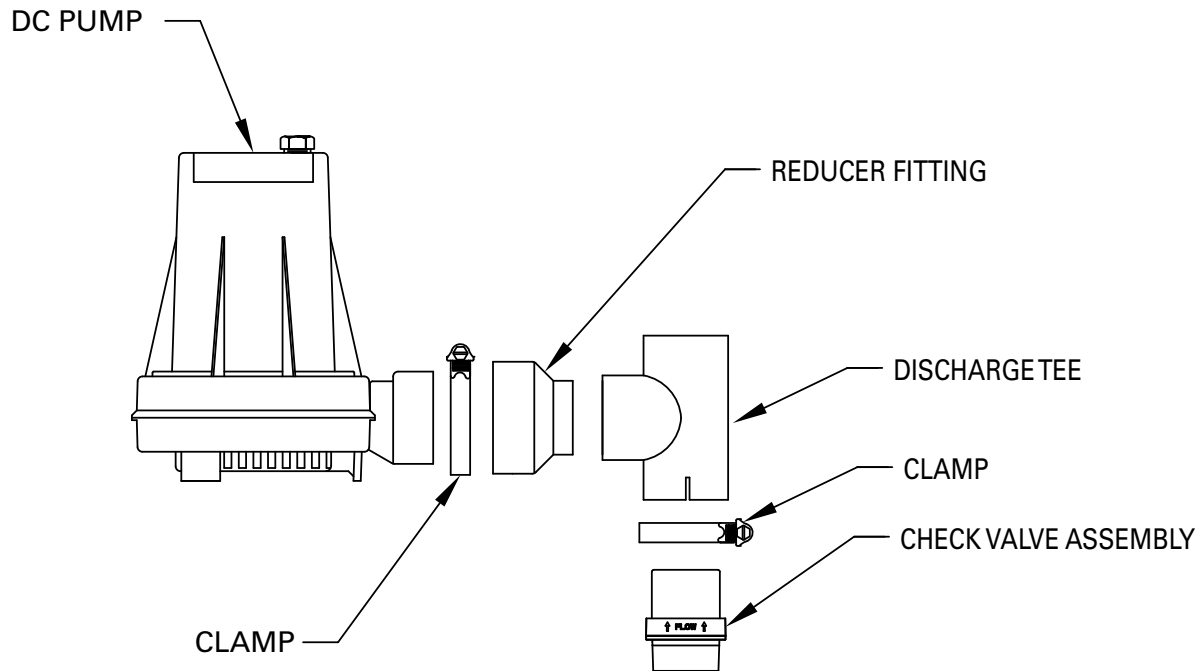 DC PUMP
REDUCER FITTING
DISCHARGE TEE
CLAMP
CHECK VALVE ASSEMBLY
↑ FLOW ↑
CLAMP